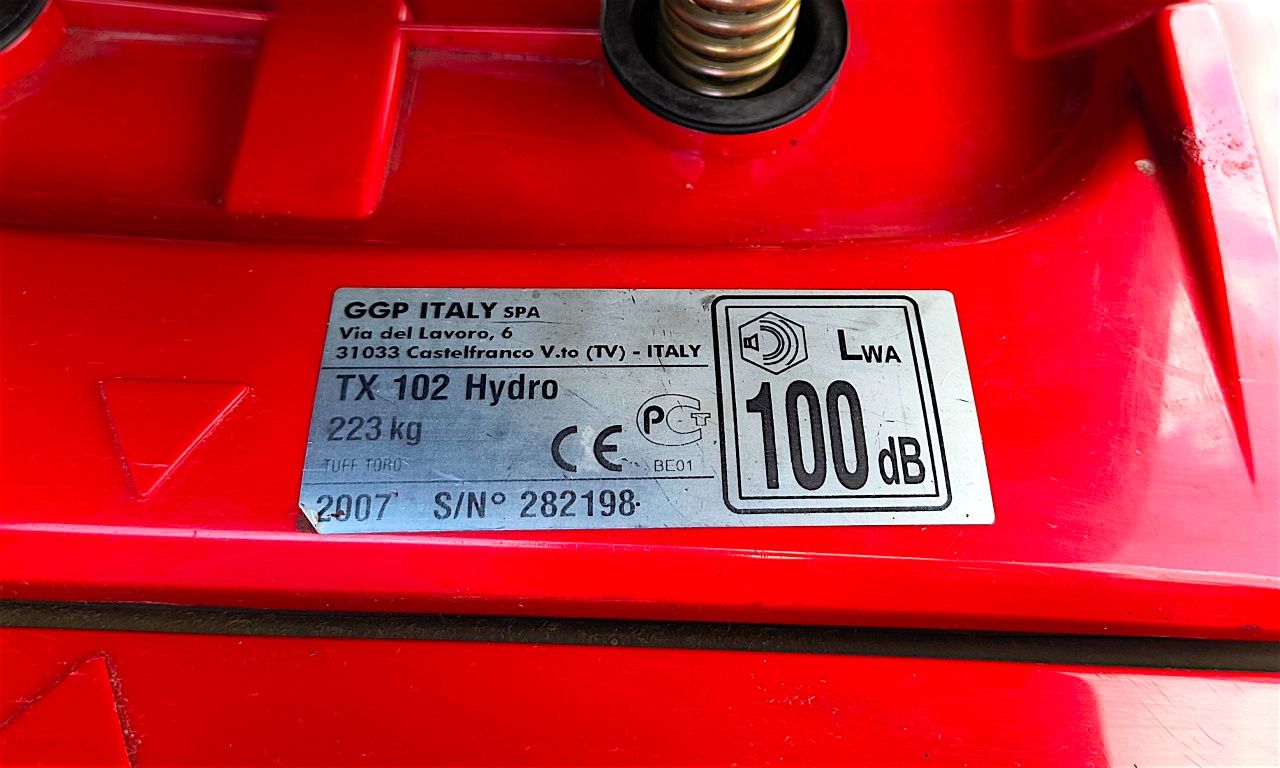 GGP ITALY SPA
Via del Lavoro, 6
31033 Castelfranco V.to (TV) - ITALY
TX 102 Hydro
223 kg
TUFF TORQ
CE
PCT
BE01
2007 S/N° 282198
LWA
100 dB